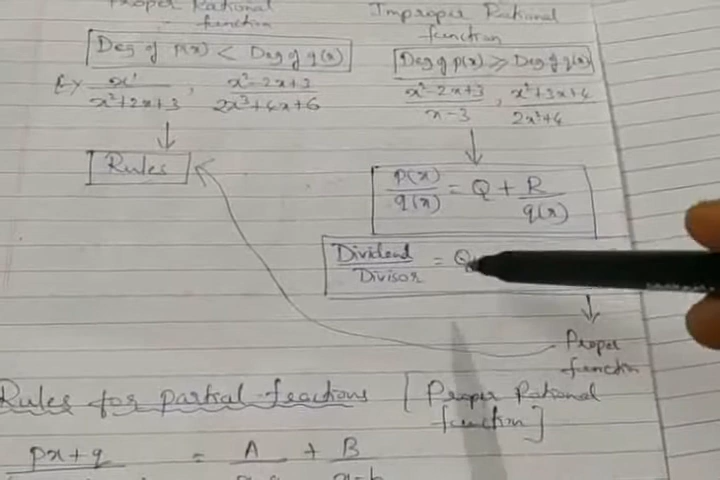 Proper Rational function
Deg of p(x) < Deg of q(x)
Ex x¹/x²+2x+3 , x²-2x+3/2x³+4x+6
Rules
Improper Rational function
Deg of p(x) ≥ Deg of q(x)
x²-2x+3/x-3 , x²+3x+4/2x²+4
p(x)/q(x) = Q + R/q(x)
Dividend/Divisor = Q
Proper function
Rules for partial fractions [Proper Rational function]
px+q = A + B